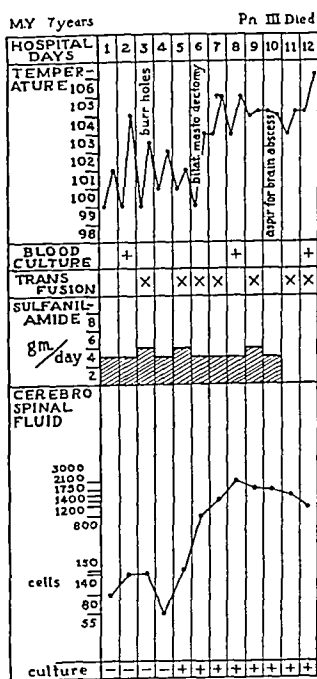 M.Y 7years Pn III Died
HOSPITAL DAYS 1 2 3 4 5 6 7 8 9 10 11 12
TEMPER-
ATURE
106
103
104
103
102
101
100
99
98
burr holes
bilat masto dectomy
aspir for brain abscess
BLOOD CULTURE + + +
TRANS FUSION × × × × × × ×
SULFANIL-
AMIDE
8
6
gm/day 4
2
CEREBRO
SPINAL
FLUID
3000
2100
1750
1400
1200
800
150
cells 140
80
55
culture − − − − + + + + + + + +